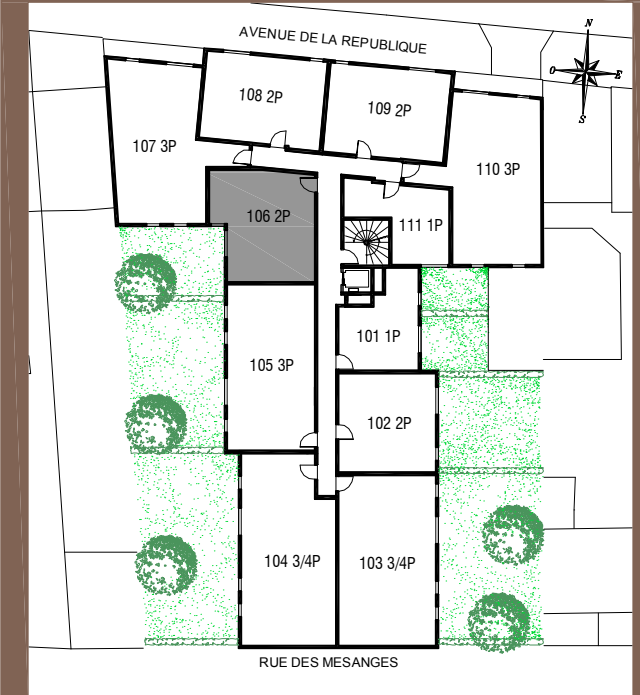 AVENUE DE LA REPUBLIQUE
N
O
E
S
108 2P
109 2P
107 3P
110 3P
106 2P
111 1P
101 1P
105 3P
102 2P
104 3/4P
103 3/4P
RUE DES MESANGES